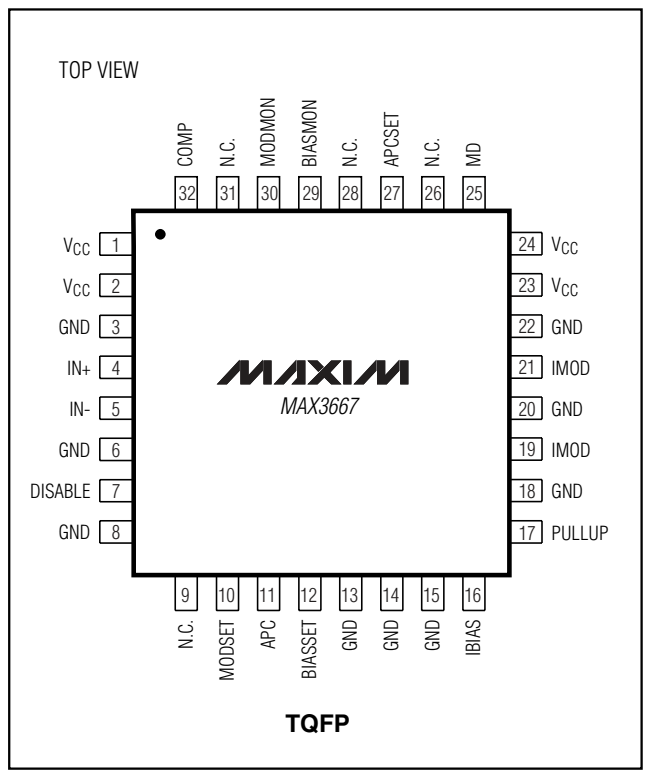 TOP VIEW
COMP
N.C.
MODMON
BIASMON
N.C.
APCSET
N.C.
MD
32 31 30 29 28 27 26 25
VCC 1
VCC 2
GND 3
IN+ 4
IN- 5
GND 6
DISABLE 7
GND 8
24 VCC
23 VCC
22 GND
21 IMOD
20 GND
19 IMOD
18 GND
17 PULLUP
MAXIM
MAX3667
9 10 11 12 13 14 15 16
N.C.
MODSET
APC
BIASSET
GND
GND
GND
IBIAS
TQFP